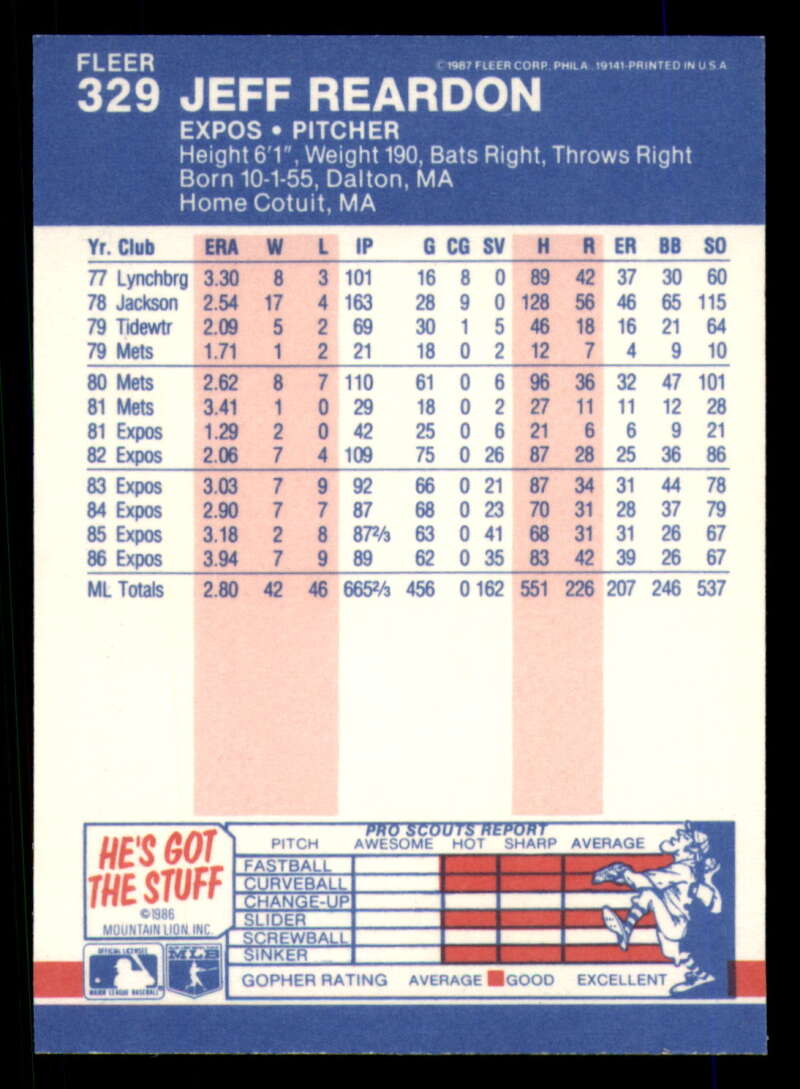 FLEER
©1987 FLEER CORP. PHILA., 19141-PRINTED IN U.S.A.
329 JEFF REARDON
EXPOS • PITCHER
Height 6'1", Weight 190, Bats Right, Throws Right
Born 10-1-55, Dalton, MA
Home Cotuit, MA
Yr. Club ERA W L IP G CG SV H R ER BB SO
77 Lynchbrg 3.30 8 3 101 16 8 0 89 42 37 30 60
78 Jackson 2.54 17 4 163 28 9 0 128 56 46 65 115
79 Tidewtr 2.09 5 2 69 30 1 5 46 18 16 21 64
79 Mets 1.71 1 2 21 18 0 2 12 7 4 9 10
80 Mets 2.62 8 7 110 61 0 6 96 36 32 47 101
81 Mets 3.41 1 0 29 18 0 2 27 11 11 12 28
81 Expos 1.29 2 0 42 25 0 6 21 6 6 9 21
82 Expos 2.06 7 4 109 75 0 26 87 28 25 36 86
83 Expos 3.03 7 9 92 66 0 21 87 34 31 44 78
84 Expos 2.90 7 7 87 68 0 23 70 31 28 37 79
85 Expos 3.18 2 8 87⅔ 63 0 41 68 31 31 26 67
86 Expos 3.94 7 9 89 62 0 35 83 42 39 26 67
ML Totals 2.80 42 46 665⅔ 456 0 162 551 226 207 246 537
HE'S GOT
THE STUFF
©1986
MOUNTAIN LION, INC.
PRO SCOUTS REPORT
PITCH AWESOME HOT SHARP AVERAGE
FASTBALL
CURVEBALL
CHANGE-UP
SLIDER
SCREWBALL
SINKER
GOPHER RATING AVERAGE GOOD EXCELLENT
OFFICIAL LICENSEE
MAJOR LEAGUE BASEBALL
MLB